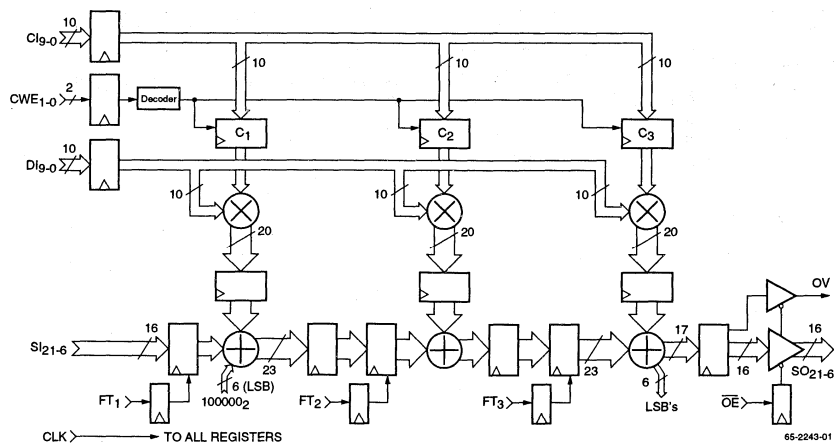 CI9-0
10
10
10
10
CWE1-0
2
Decoder
C1
C2
C3
DI9-0
10
10
10
10
20
20
20
OV
SI21-6
16
23
23
17
16
16
SO21-6
6 (LSB)
1000002
6
LSB's
FT1
FT2
FT3
OE
CLK
TO ALL REGISTERS
65-2243-01